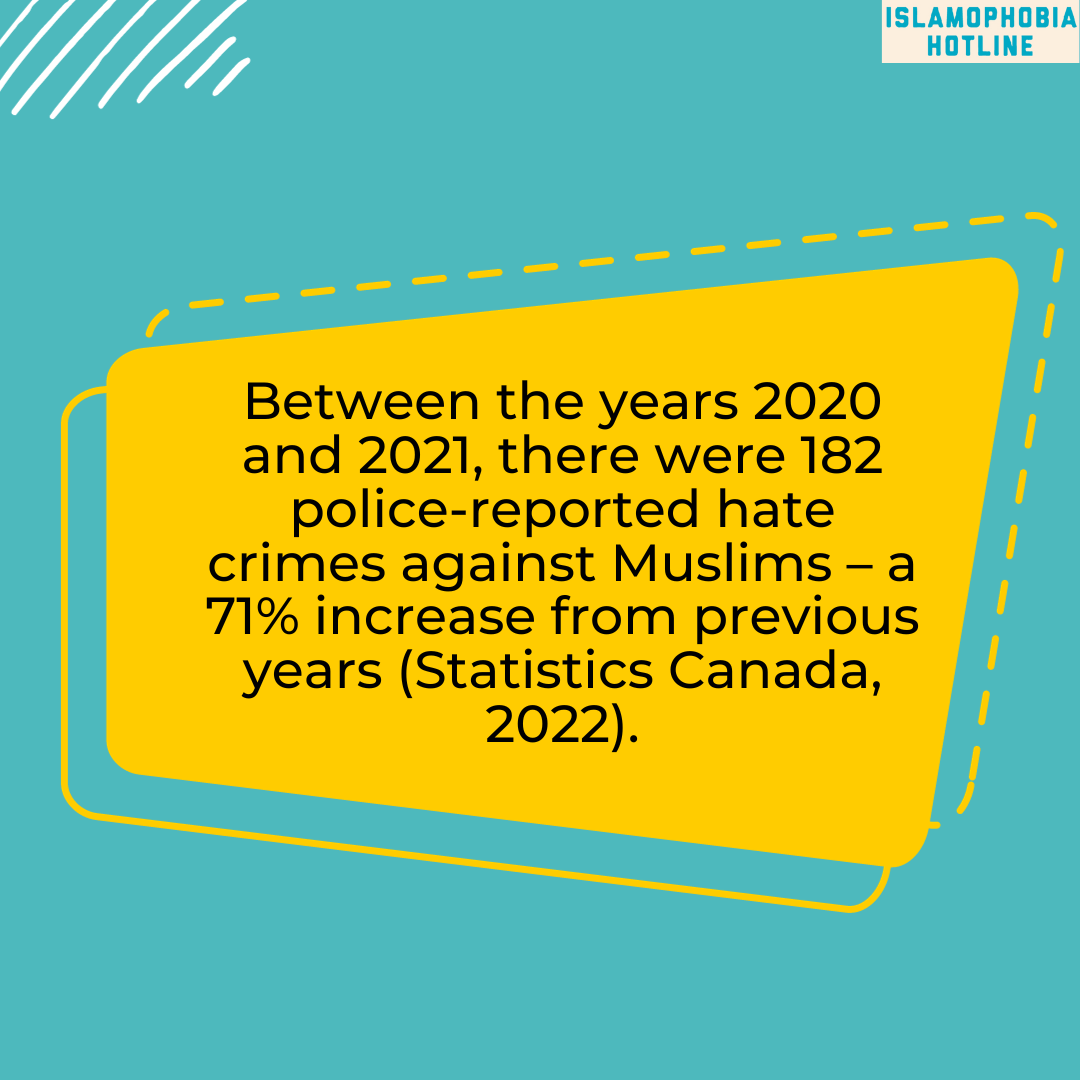 ISLAMOPHOBIA
HOTLINE
Between the years 2020
and 2021, there were 182
police-reported hate
crimes against Muslims – a
71% increase from previous
years (Statistics Canada,
2022).